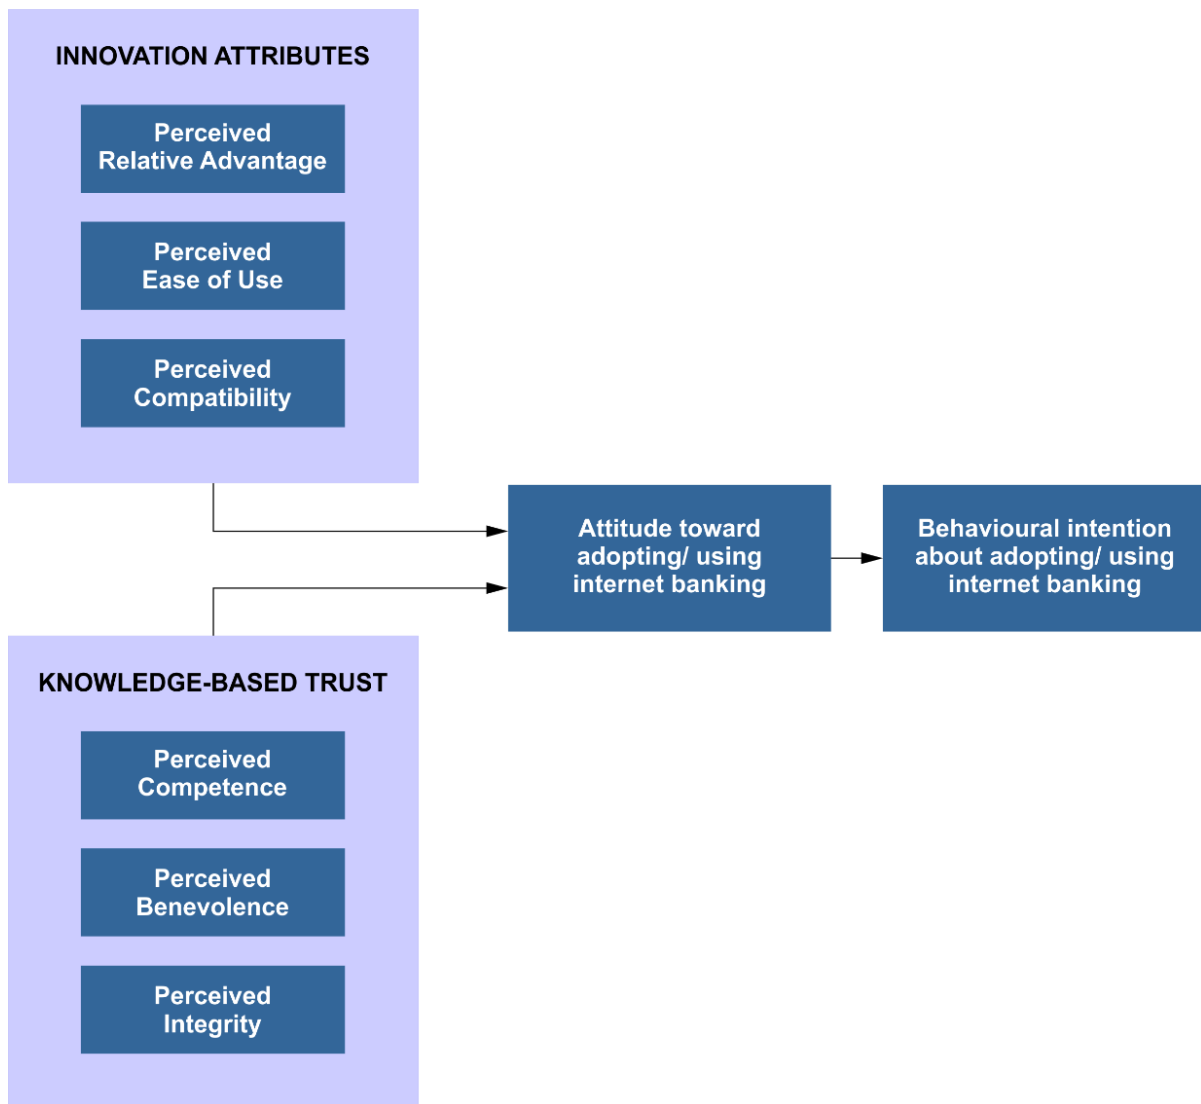 INNOVATION ATTRIBUTES
Perceived
Relative Advantage
Perceived
Ease of Use
Perceived
Compatibility
Attitude toward
adopting/ using
internet banking
Behavioural intention
about adopting/ using
internet banking
KNOWLEDGE-BASED TRUST
Perceived
Competence
Perceived
Benevolence
Perceived
Integrity